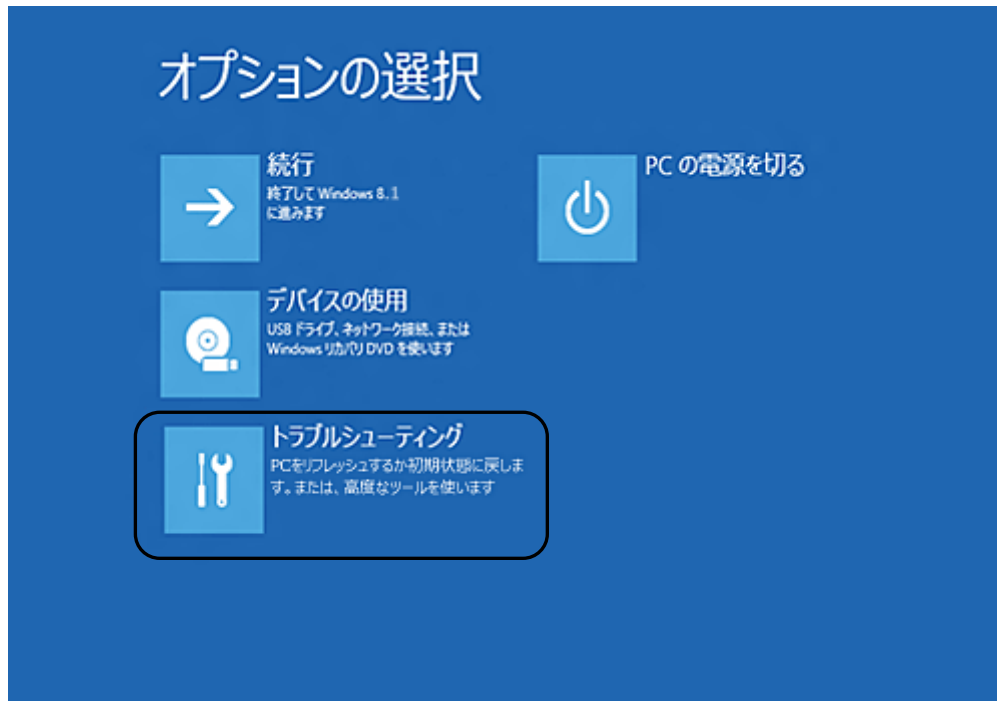 オプションの選択
続行
終了して Windows 8.1
に進みます
PC の電源を切る
デバイスの使用
USB ドライブ、ネットワーク接続、または
Windows リカバリ DVD を使います
トラブルシューティング
PCをリフレッシュするか初期状態に戻しま
す。または、高度なツールを使います